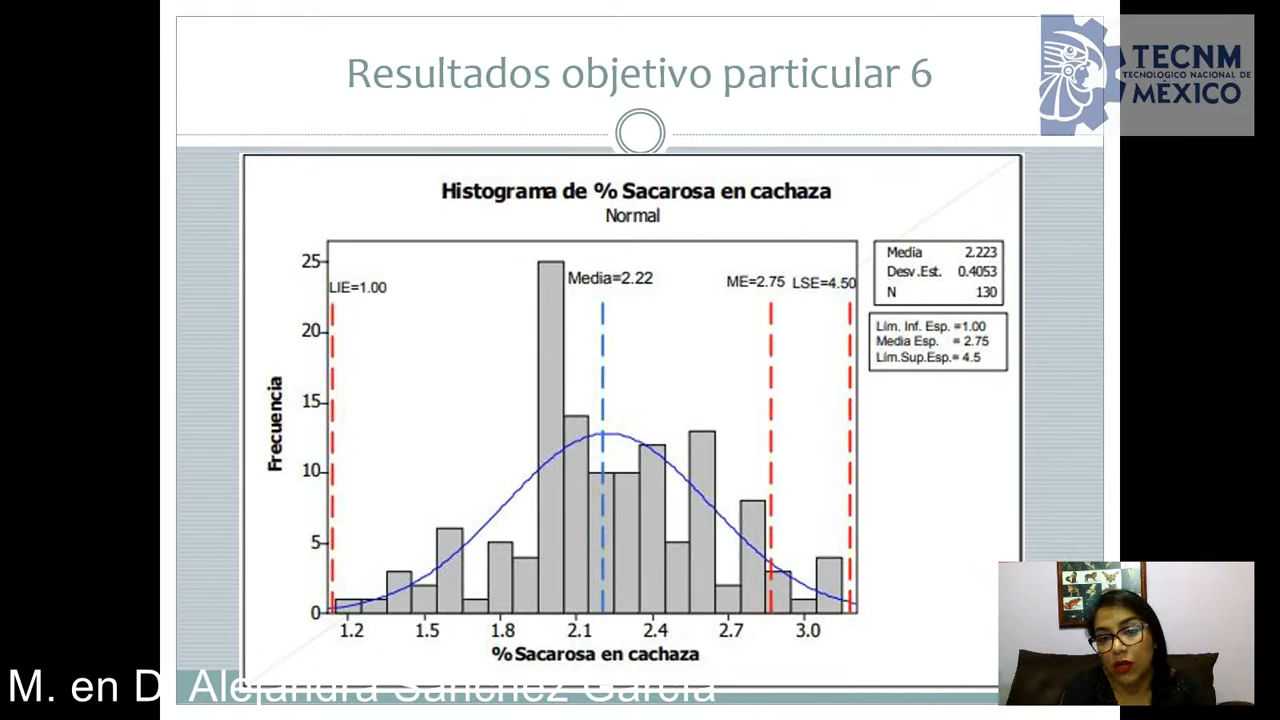 Resultados objetivo particular 6
TECNM
TECNOLÓGICO NACIONAL DE
MÉXICO
Histograma de % Sacarosa en cachaza
Normal
25
20
15
10
5
0
Frecuencia
LIE=1.00
Media=2.22
ME=2.75
LSE=4.50
1.2 1.5 1.8 2.1 2.4 2.7 3.0
% Sacarosa en cachaza
Media 2.223
Desv.Est. 0.4053
N 130
Lím. Inf. Esp. =1.00
Media Esp. = 2.75
Lím.Sup.Esp.= 4.5
M. en D. Alejandra Sánchez García